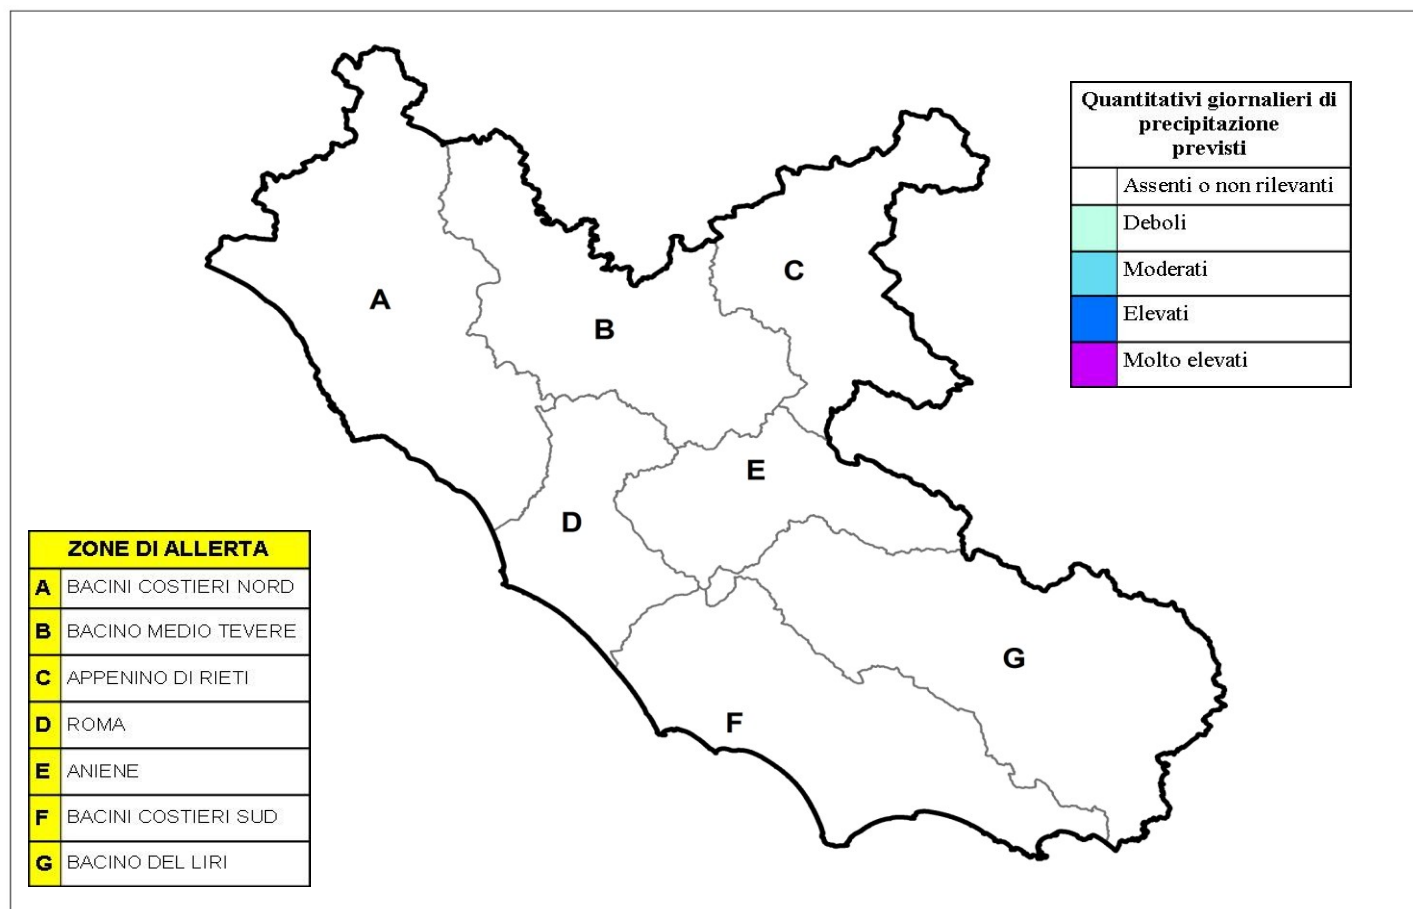 Quantitativi giornalieri di
precipitazione
previsti
Assenti o non rilevanti
Deboli
Moderati
Elevati
Molto elevati
A
B
C
D
E
F
G
ZONE DI ALLERTA
A BACINI COSTIERI NORD
B BACINO MEDIO TEVERE
C APPENINO DI RIETI
D ROMA
E ANIENE
F BACINI COSTIERI SUD
G BACINO DEL LIRI